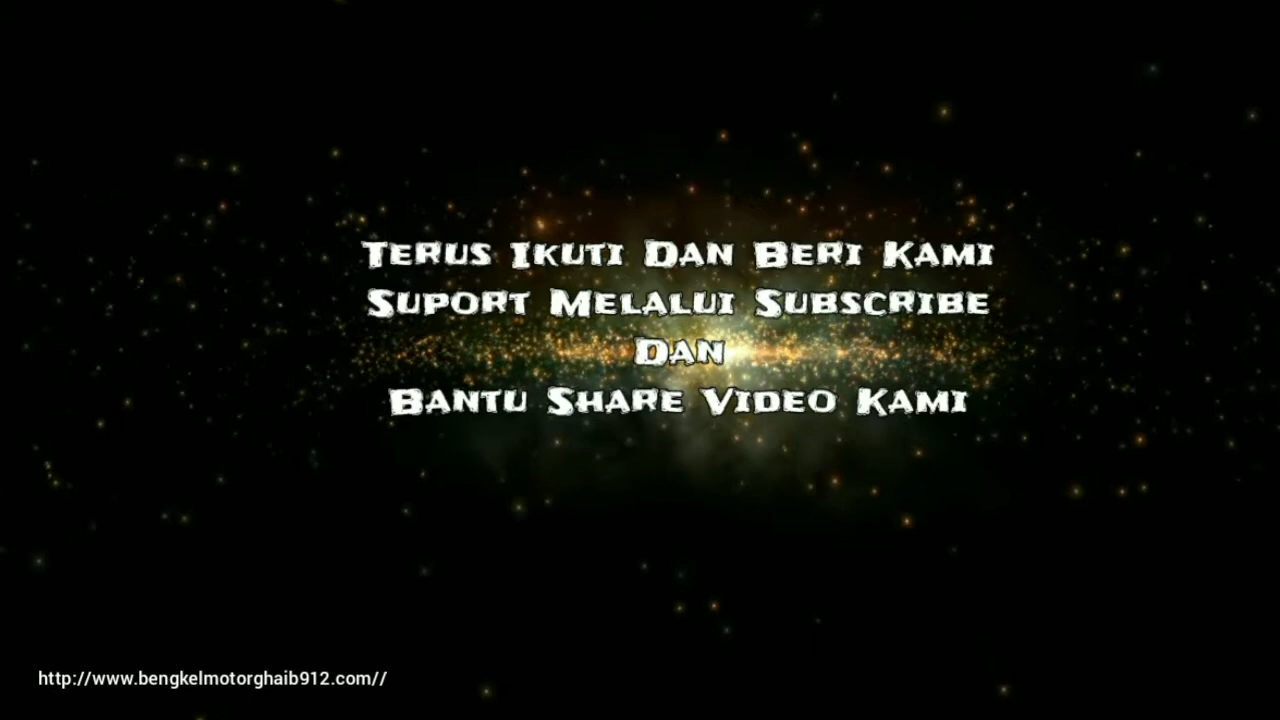 Terus Ikuti Dan Beri Kami
Suport Melalui Subscribe
Dan
Bantu Share Video Kami
http://www.bengkelmotorghaib912.com//